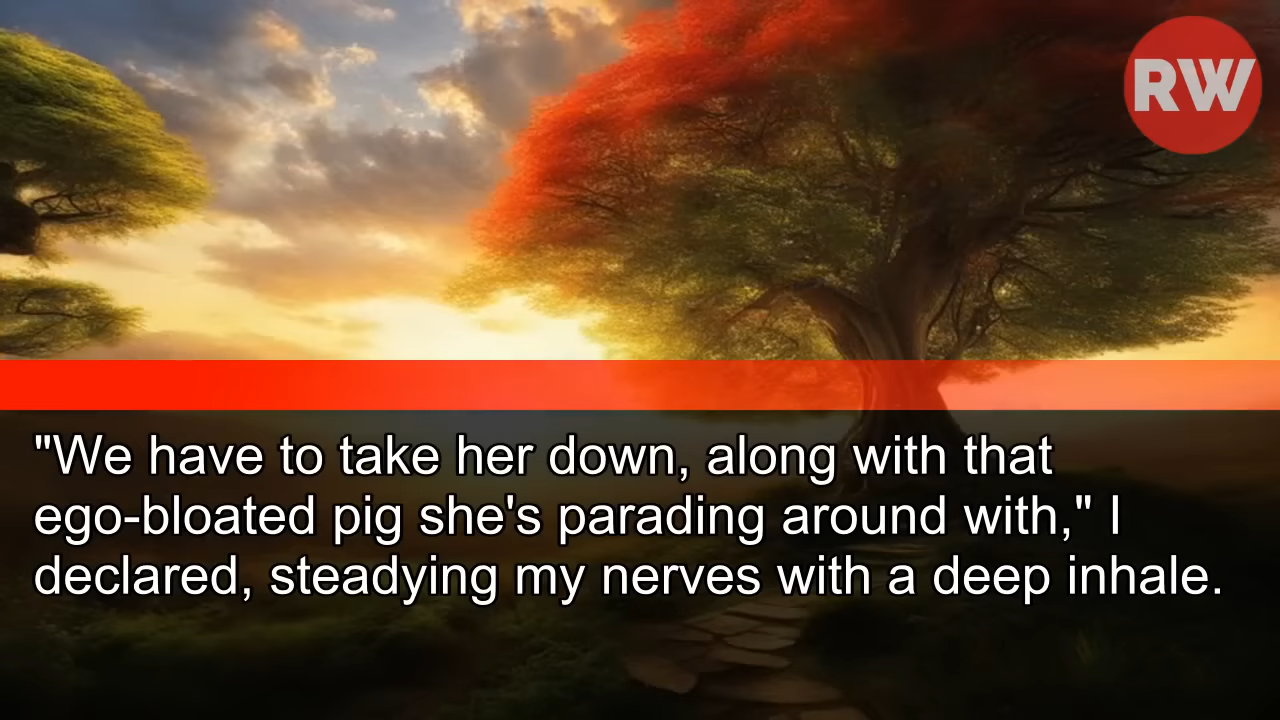 RW
"We have to take her down, along with that
ego-bloated pig she's parading around with," I
declared, steadying my nerves with a deep inhale.